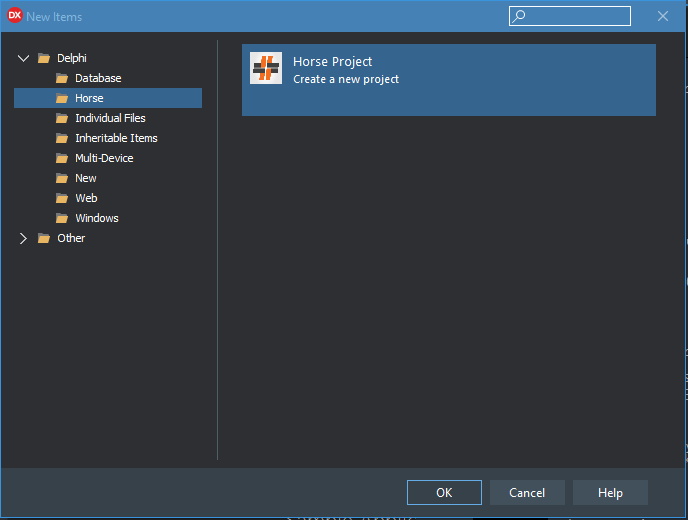 DX New Items
Delphi
Database
Horse
Individual Files
Inheritable Items
Multi-Device
New
Web
Windows
Other
Horse Project
Create a new project
OK
Cancel
Help